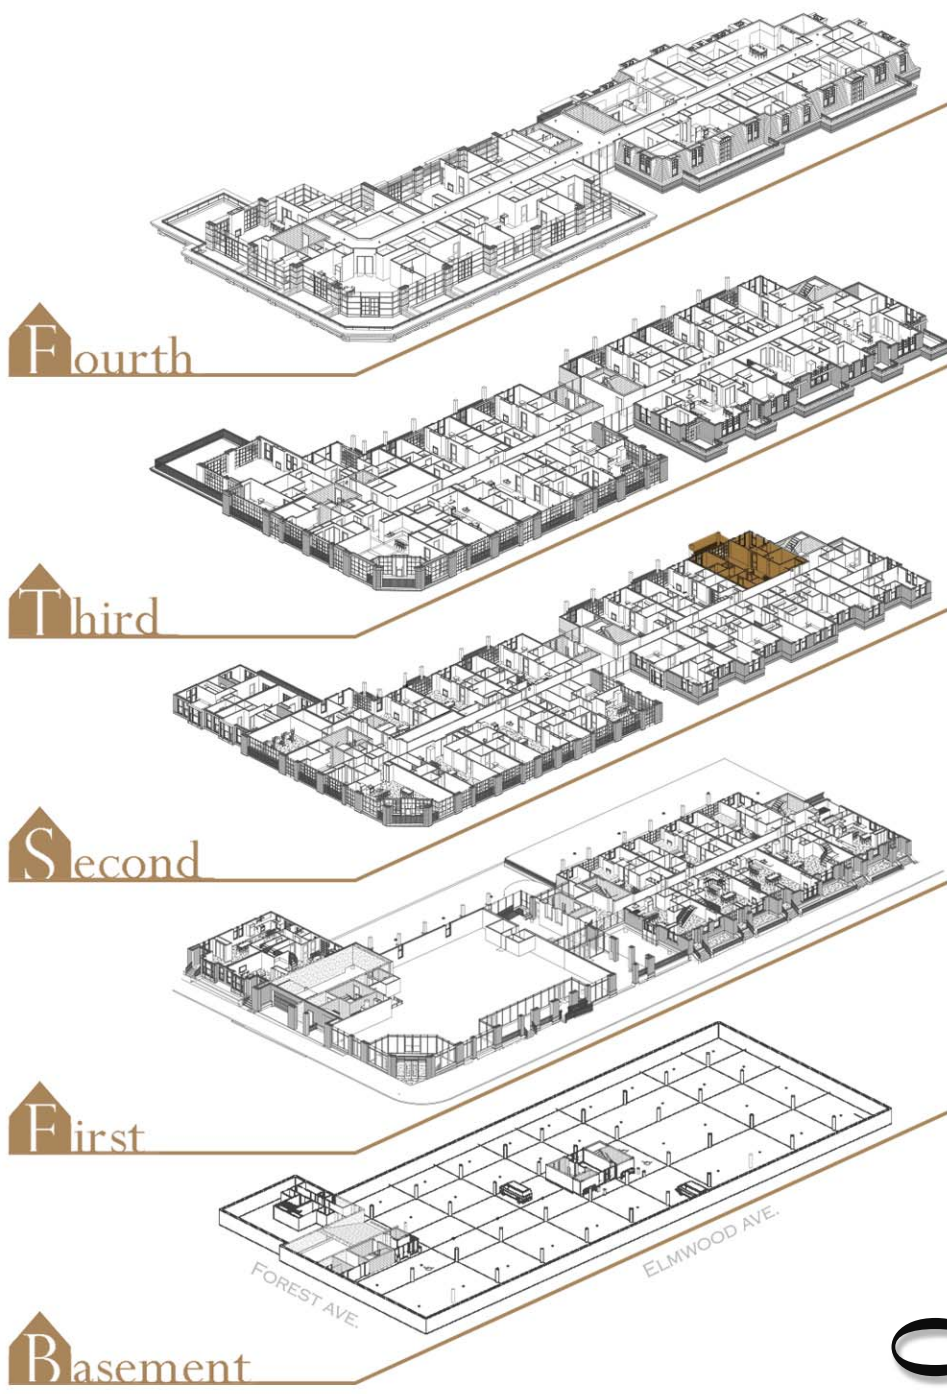 Fourth
Third
Second
First
FOREST AVE.
ELMWOOD AVE.
Basement